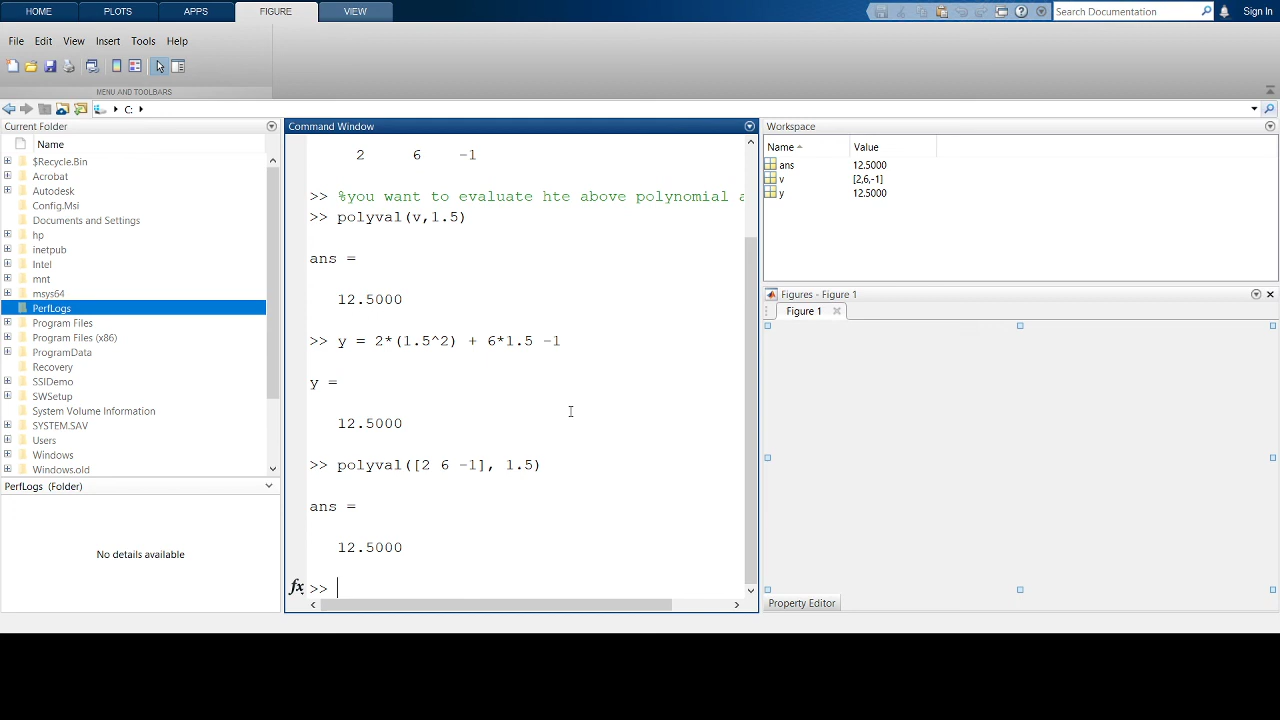 HOME PLOTS APPS FIGURE VIEW Search Documentation Sign In
File Edit View Insert Tools Help
MENU AND TOOLBARS
C:
Current Folder
Name
$Recycle.Bin
Acrobat
Autodesk
Config.Msi
Documents and Settings
hp
inetpub
Intel
mnt
msys64
PerfLogs
Program Files
Program Files (x86)
ProgramData
Recovery
SSIDemo
SWSetup
System Volume Information
SYSTEM.SAV
Users
Windows
Windows.old
PerfLogs (Folder)
No details available
Command Window
2 6 -1
>> %you want to evaluate hte above polynomial a
>> polyval(v,1.5)
ans =
12.5000
>> y = 2*(1.5^2) + 6*1.5 -1
y =
12.5000
>> polyval([2 6 -1], 1.5)
ans =
12.5000
fx >>
Workspace
Name Value
ans 12.5000
v [2,6,-1]
y 12.5000
Figures - Figure 1
Figure 1
Property Editor